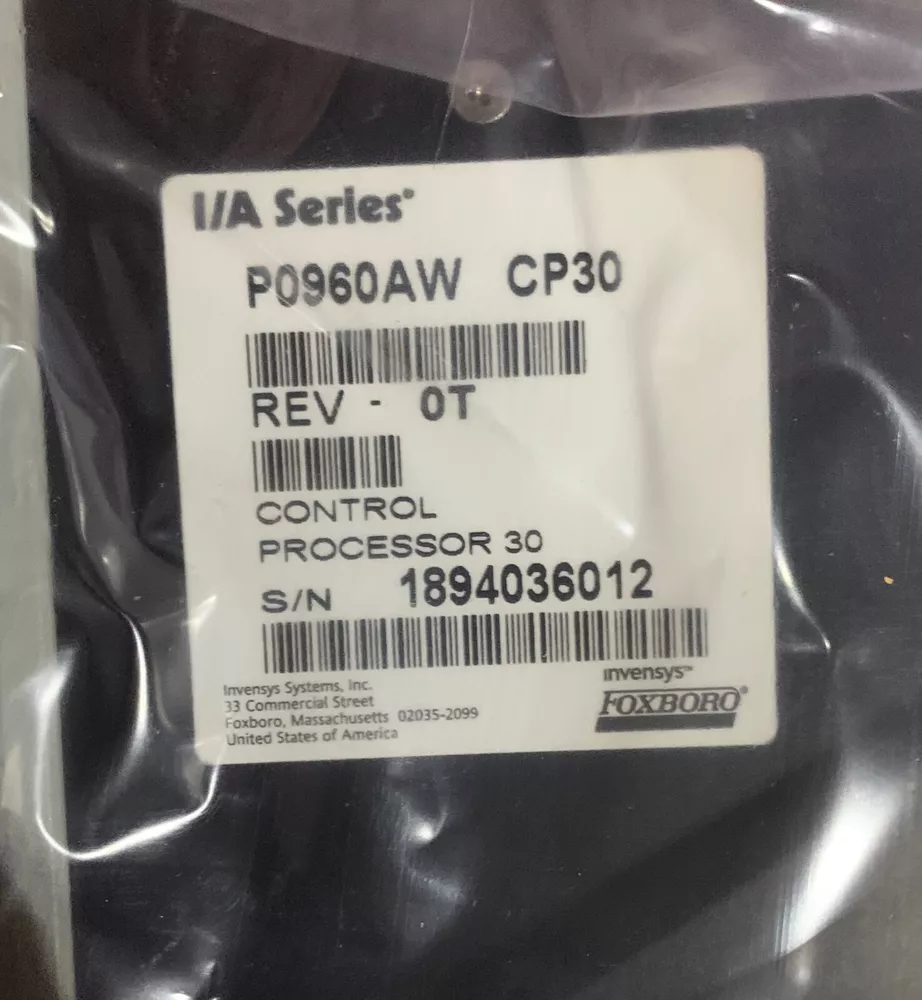 I/A Series®
P0960AW CP30
REV - 0T
CONTROL
PROCESSOR 30
S/N 1894036012
Invensys Systems, Inc.
33 Commercial Street
Foxboro, Massachusetts 02035-2099
United States of America
invensys™
FOXBORO®